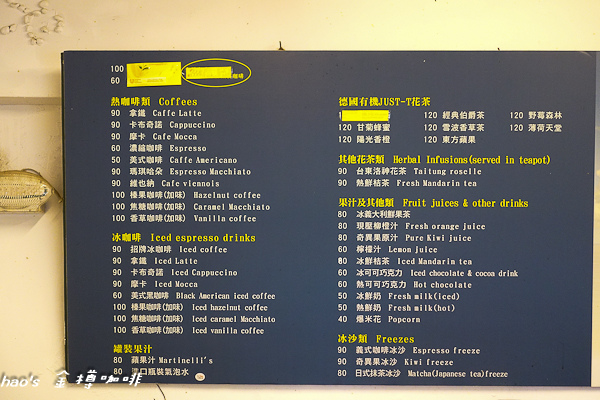 100
60 咖啡
熱咖啡類 Coffees
90 拿鐵 Caffe Latte
90 卡布奇諾 Cappuccino
90 摩卡 Cafe Mocca
60 濃縮咖啡 Espresso
50 美式咖啡 Caffe Americano
90 瑪琪哈朵 Espresso Macchiato
90 維也納 Cafe viennois
100 榛果咖啡(加味) Hazelnut coffee
100 焦糖咖啡(加味) Caramel Macchiato
100 香草咖啡(加味) Vanilla coffee
冰咖啡 Iced espresso drinks
90 招牌冰咖啡 Iced coffee
90 拿鐵 Iced Latte
90 卡布奇諾 Iced Cappuccino
90 摩卡 Iced Mocca
60 美式黑咖啡 Black American iced coffee
100 榛果咖啡(加味) Iced hazelnut coffee
100 焦糖咖啡(加味) Iced caramel Macchiato
100 香草咖啡(加味) Iced vanilla coffee
罐裝果汁
80 蘋果汁 Martinelli's
80 進口瓶裝氣泡水
德國有機JUST-T花茶
120 經典伯爵茶 120 野莓森林
120 甘菊蜂蜜 120 雪波香草茶 120 薄荷天堂
120 陽光香橙 120 東方蘋果
其他花茶類 Herbal Infusions(served in teapot)
90 台東洛神花茶 Taitung roselle
90 熱鮮桔茶 Fresh Mandarin tea
果汁及其他類 Fruit juices & other drinks
80 冰義大利鮮果茶
80 現壓柳橙汁 Fresh orange juice
80 奇異果原汁 Pure Kiwi juice
60 檸檬汁 Lemon juice
80 冰鮮桔茶 Iced Mandarin tea
60 冰可可巧克力 Iced chocolate & cocoa drink
60 熱可可巧克力 Hot chocolate
50 冰鮮奶 Fresh milk(iced)
50 熱鮮奶 Fresh milk(hot)
40 爆米花 Popcorn
冰沙類 Freezes
90 義式咖啡冰沙 Espresso freeze
90 奇異果冰沙 Kiwi freeze
80 日式抹茶冰沙 Matcha(Japanese tea)freeze
hao's 金樽咖啡